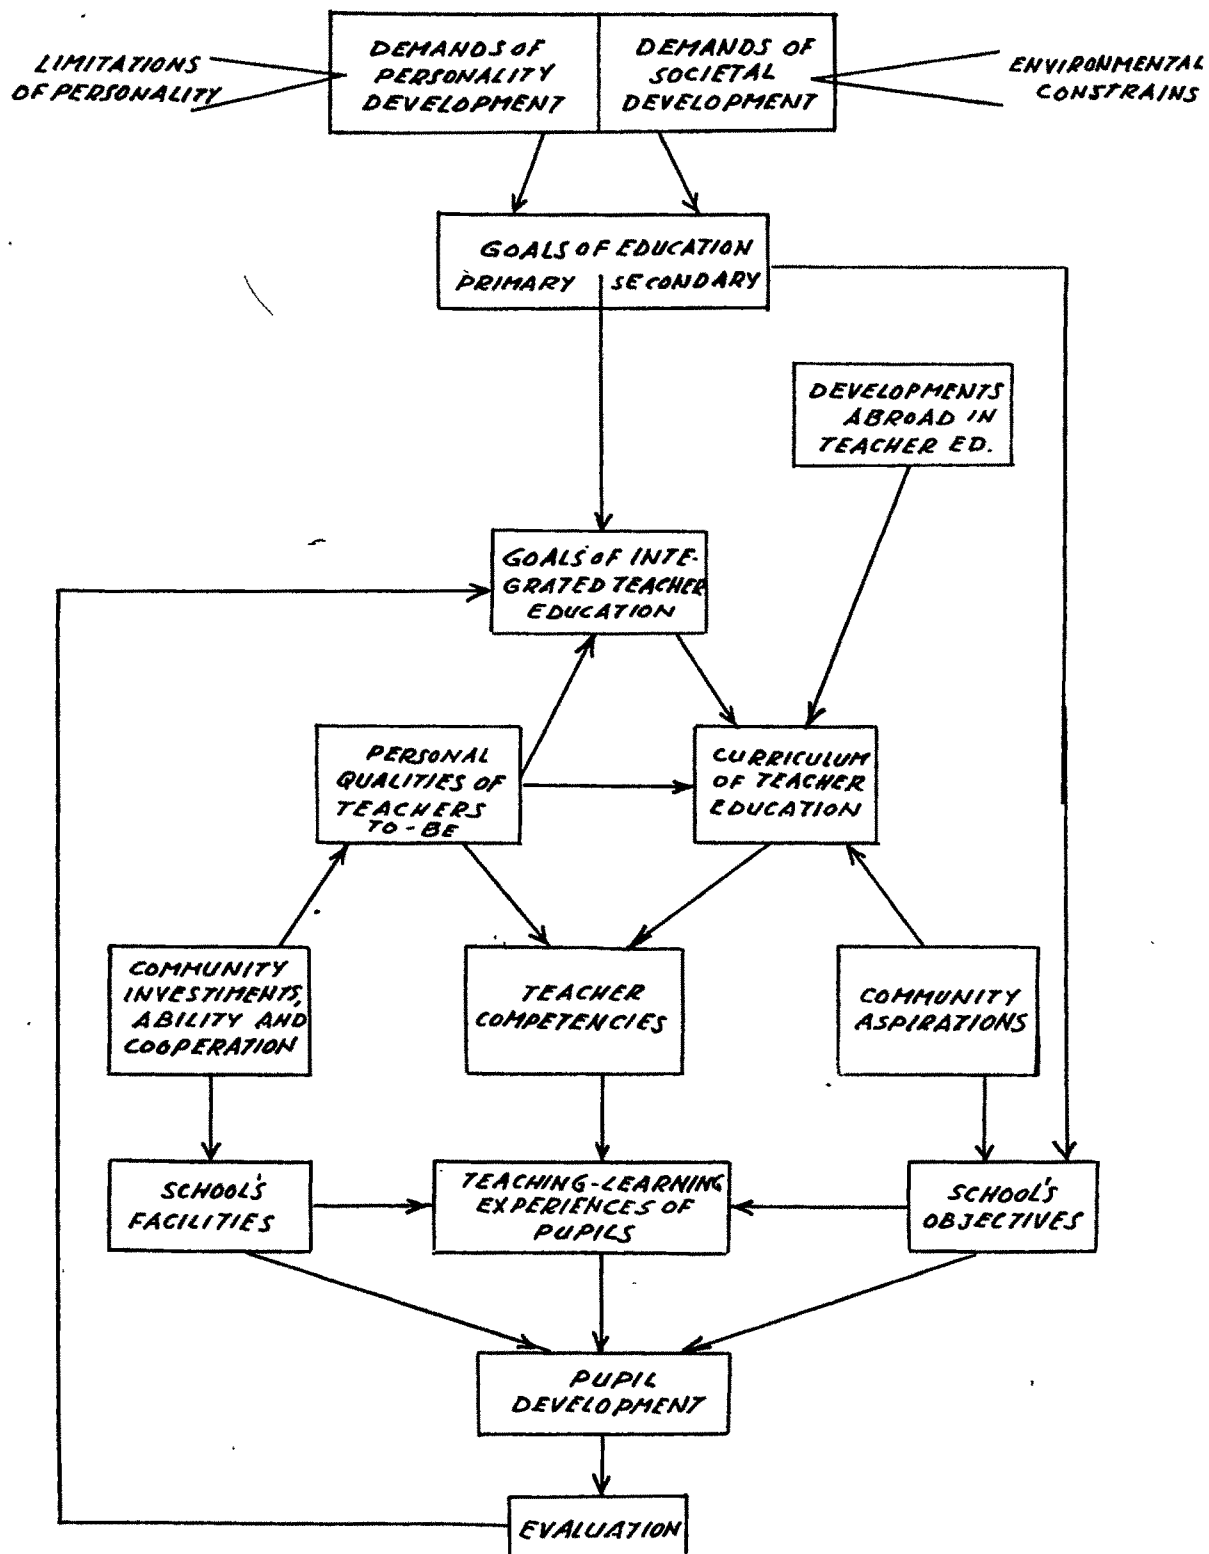 LIMITATIONS
OF PERSONALITY
DEMANDS OF
PERSONALITY
DEVELOPMENT
DEMANDS OF
SOCIETAL
DEVELOPMENT
ENVIRONMENTAL
CONSTRAINS
GOALS OF EDUCATION
PRIMARY SECONDARY
DEVELOPMENTS
ABROAD IN
TEACHER ED.
GOALS OF INTE-
GRATED TEACHER
EDUCATION
PERSONAL
QUALITIES OF
TEACHERS
TO-BE
CURRICULUM
OF TEACHER
EDUCATION
COMMUNITY
INVESTIMENTS,
ABILITY AND
COOPERATION
TEACHER
COMPETENCIES
COMMUNITY
ASPIRATIONS
SCHOOL'S
FACILITIES
TEACHING-LEARNING
EXPERIENCES OF
PUPILS
SCHOOL'S
OBJECTIVES
PUPIL
DEVELOPMENT
EVALUATION